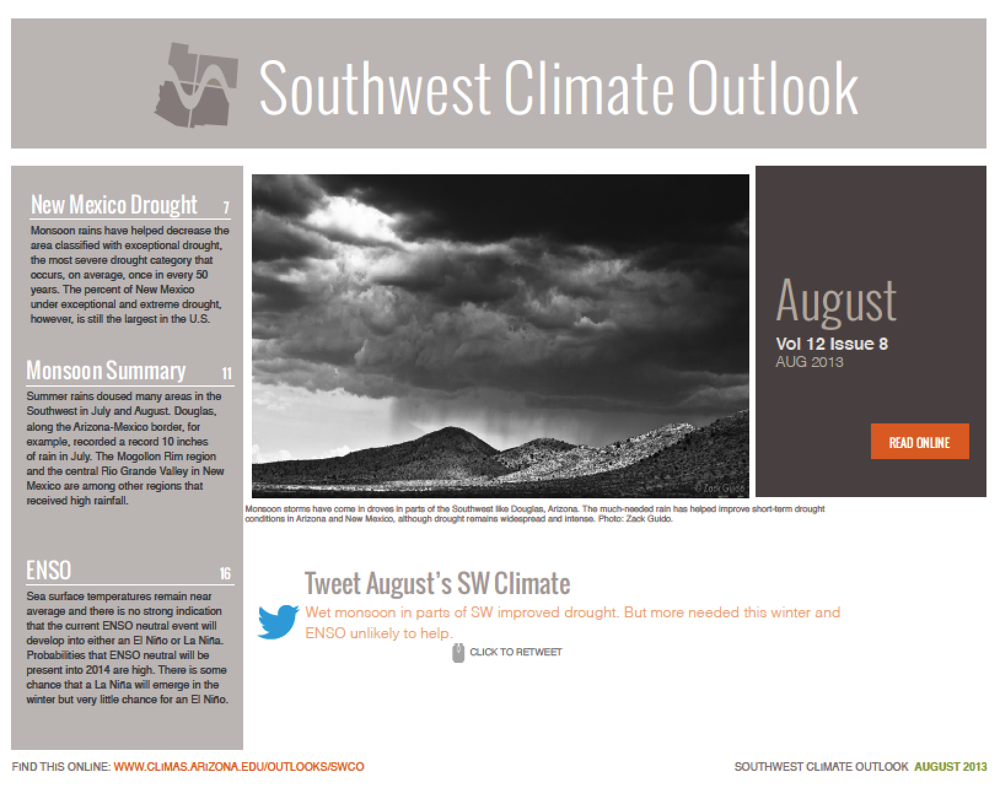 Southwest Climate Outlook
New Mexico Drought 7
Monsoon rains have helped decrease the
area classified with exceptional drought,
the most severe drought category that
occurs, on average, once in every 50
years. The percent of New Mexico
under exceptional and extreme drought,
however, is still the largest in the U.S.
Monsoon Summary 11
Summer rains doused many areas in the
Southwest in July and August. Douglas,
along the Arizona-Mexico border, for
example, recorded a record 10 inches
of rain in July. The Mogollon Rim region
and the central Rio Grande Valley in New
Mexico are among other regions that
received high rainfall.
ENSO 16
Sea surface temperatures remain near
average and there is no strong indication
that the current ENSO neutral event will
develop into either an El Niño or La Niña.
Probabilities that ENSO neutral will be
present into 2014 are high. There is some
chance that a La Niña will emerge in the
winter but very little chance for an El Niño.
© Zack Guido
Monsoon storms have come in droves in parts of the Southwest like Douglas, Arizona. The much-needed rain has helped improve short-term drought
conditions in Arizona and New Mexico, although drought remains widespread and intense. Photo: Zack Guido.
August
Vol 12 Issue 8
AUG 2013
READ ONLINE
Tweet August's SW Climate
Wet monsoon in parts of SW improved drought. But more needed this winter and
ENSO unlikely to help.
CLICK TO RETWEET
FIND THIS ONLINE: WWW.CLIMAS.ARIZONA.EDU/OUTLOOKS/SWCO
SOUTHWEST CLIMATE OUTLOOK AUGUST 2013